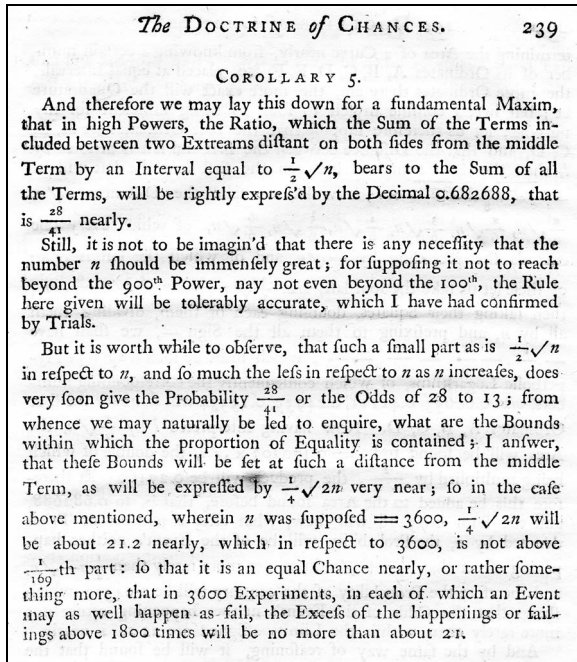 The DOCTRINE of CHANCES. 239
COROLLARY 5.
And therefore we may lay this down for a fundamental Maxim,
that in high Powers, the Ratio, which the Sum of the Terms in-
cluded between two Extreams diſtant on both ſides from the middle
Term by an Interval equal to 1/2 √n, bears to the Sum of all
the Terms, will be rightly expreſs'd by the Decimal 0.682688, that
is 28/41 nearly.
Still, it is not to be imagin'd that there is any neceſſity that the
number n ſhould be immenſely great; for ſuppoſing it not to reach
beyond the 900th Power, nay not even beyond the 100th, the Rule
here given will be tolerably accurate, which I have had confirmed
by Trials.
But it is worth while to obſerve, that ſuch a ſmall part as is 1/2 √n
in reſpect to n, and ſo much the leſs in reſpect to n as n increaſes, does
very ſoon give the Probability 28/41 or the Odds of 28 to 13; from
whence we may naturally be led to enquire, what are the Bounds
within which the proportion of Equality is contained; I anſwer,
that theſe Bounds will be ſet at ſuch a diſtance from the middle
Term, as will be expreſſed by 1/4 √2n very near; ſo in the caſe
above mentioned, wherein n was ſuppoſed = 3600, 1/4 √2n will
be about 21.2 nearly, which in reſpect to 3600, is not above
1/169 th part: ſo that it is an equal Chance nearly, or rather ſome-
thing more, that in 3600 Experiments, in each of which an Event
may as well happen as fail, the Exceſs of the happenings or fail-
ings above 1800 times will be no more than about 21.